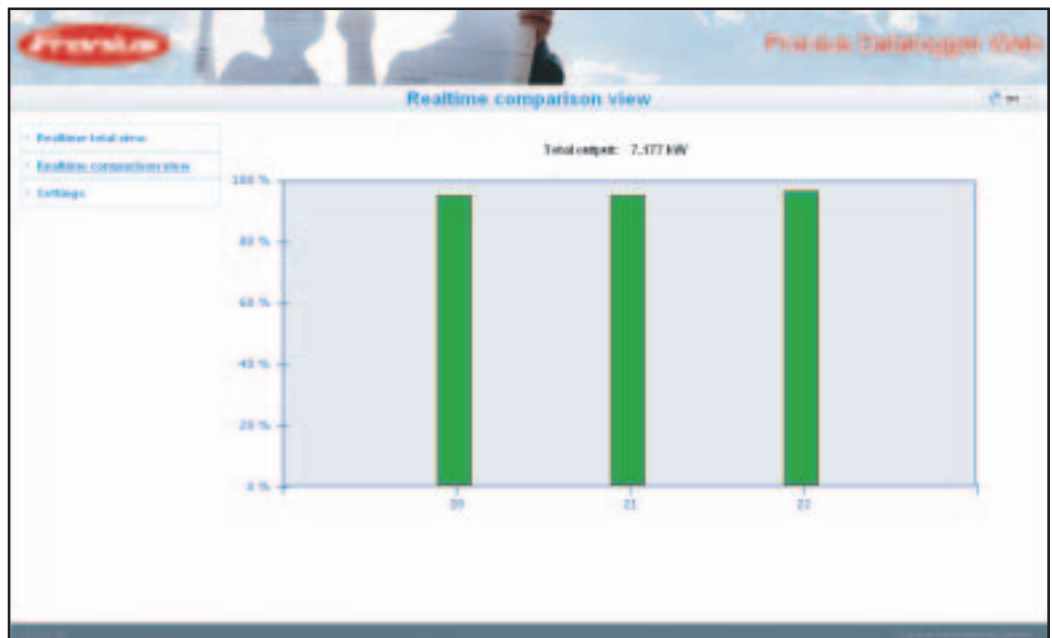 Fronius
Fronius Datalogger Web
Realtime comparison view
Realtime total view
Realtime comparison view
Settings
Total output: 7.177 kW
100 %
80 %
60 %
40 %
20 %
0 %
20
21
22